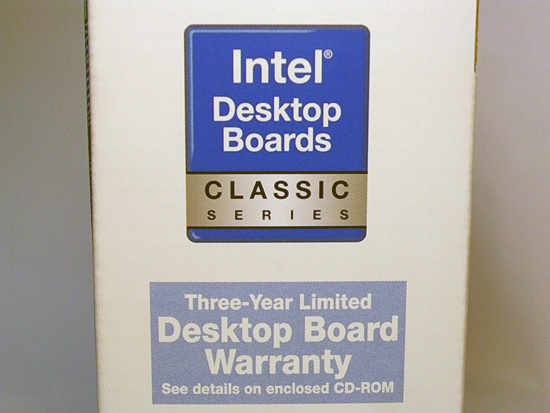 Intel®
Desktop
Boards
CLASSIC
SERIES
Three-Year Limited
Desktop Board
Warranty
See details on enclosed CD-ROM